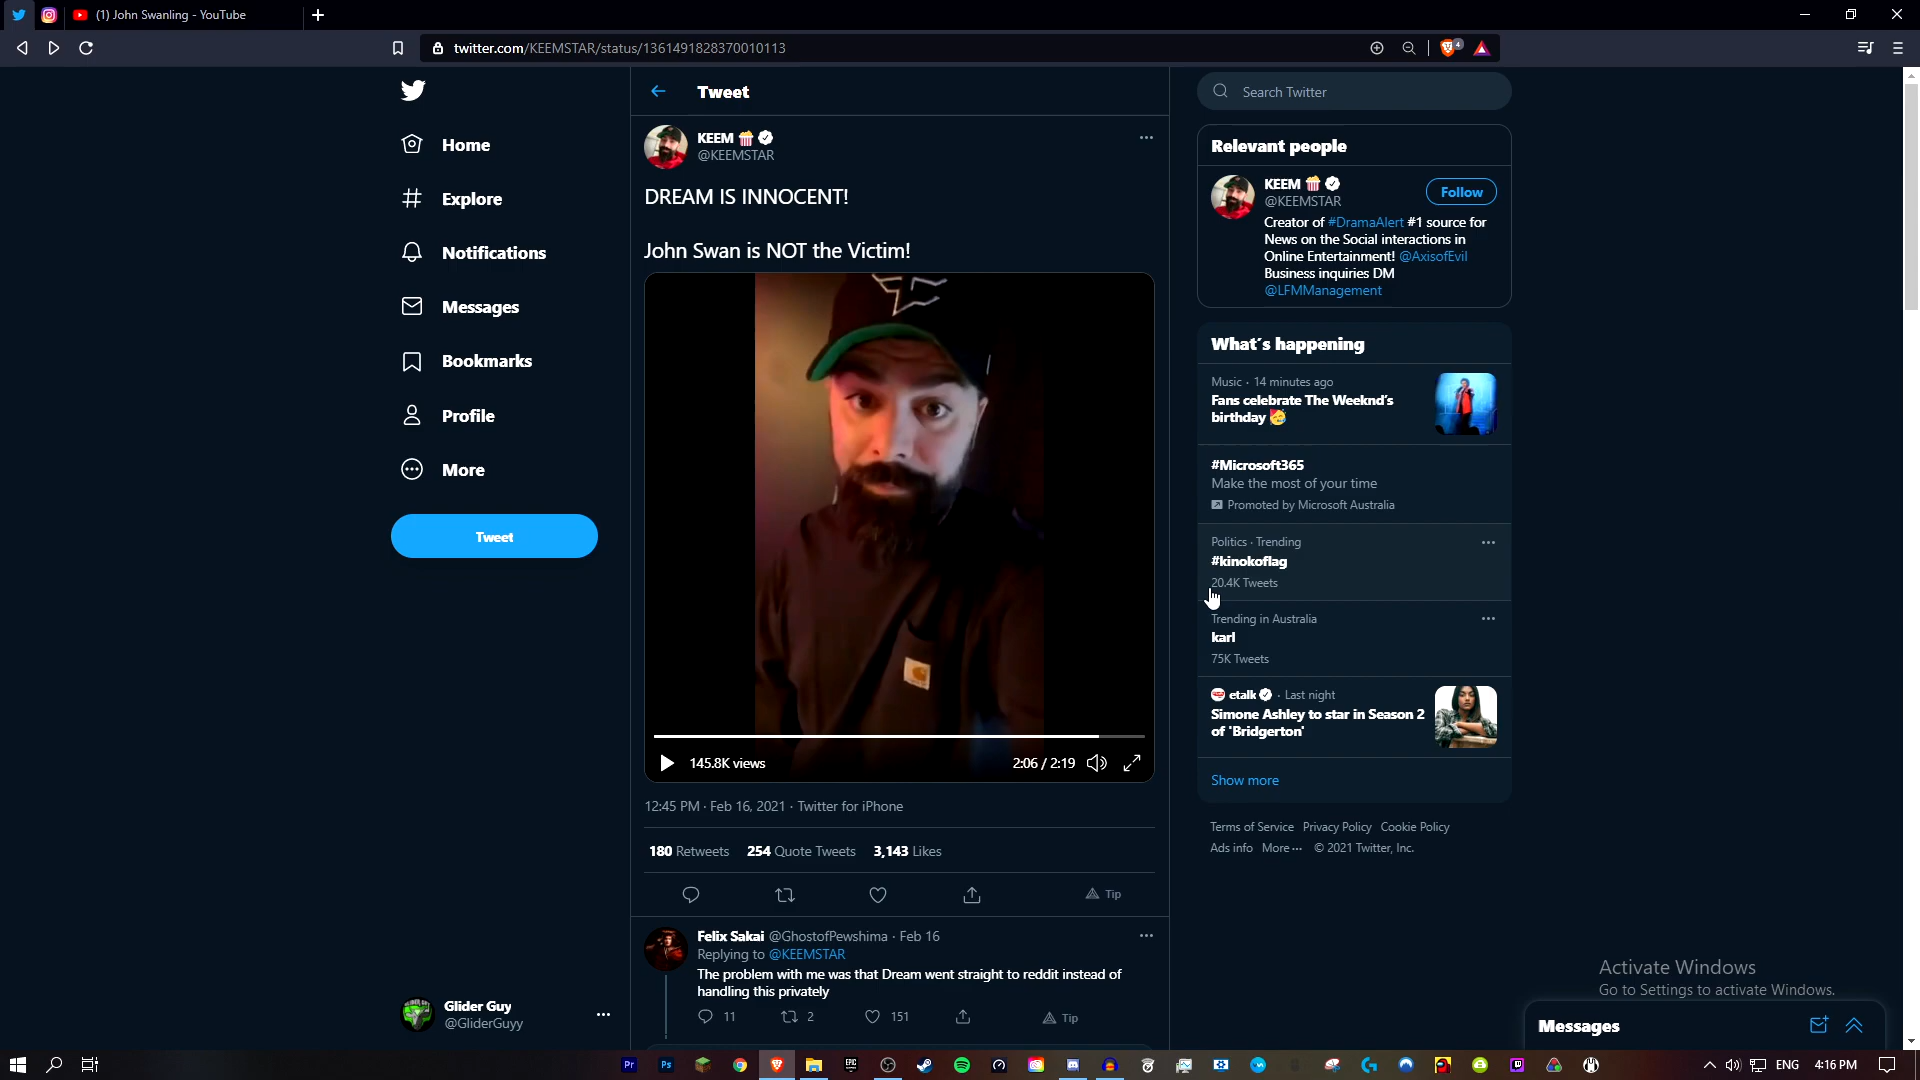 (1) John Swanling - YouTube
twitter.com/KEEMSTAR/status/1361491828370010113
4
Home
Explore
Notifications
Messages
Bookmarks
Profile
More
Tweet
Glider Guy
@GliderGuyy
Tweet
KEEM 🍿
@KEEMSTAR
DREAM IS INNOCENT!
John Swan is NOT the Victim!
145.8K views
2:06 / 2:19
12:45 PM · Feb 16, 2021 · Twitter for iPhone
180 Retweets 254 Quote Tweets 3,143 Likes
Tip
Felix Sakai @GhostofPewshima · Feb 16
Replying to @KEEMSTAR
The problem with me was that Dream went straight to reddit instead of
handling this privately
11 2 151 Tip
Search Twitter
Relevant people
KEEM 🍿
@KEEMSTAR
Follow
Creator of #DramaAlert #1 source for
News on the Social interactions in
Online Entertainment! @AxisofEvil
Business inquiries DM
@LFMManagement
What's happening
Music · 14 minutes ago
Fans celebrate The Weeknd's
birthday 🥳
#Microsoft365
Make the most of your time
Promoted by Microsoft Australia
Politics · Trending
#kinokoflag
20.4K Tweets
Trending in Australia
karl
75K Tweets
etalk · Last night
Simone Ashley to star in Season 2
of 'Bridgerton'
Show more
Terms of Service Privacy Policy Cookie Policy
Ads info More ··· © 2021 Twitter, Inc.
Activate Windows
Go to Settings to activate Windows.
Messages
Pr
Ps
EPIC
ENG
4:16 PM